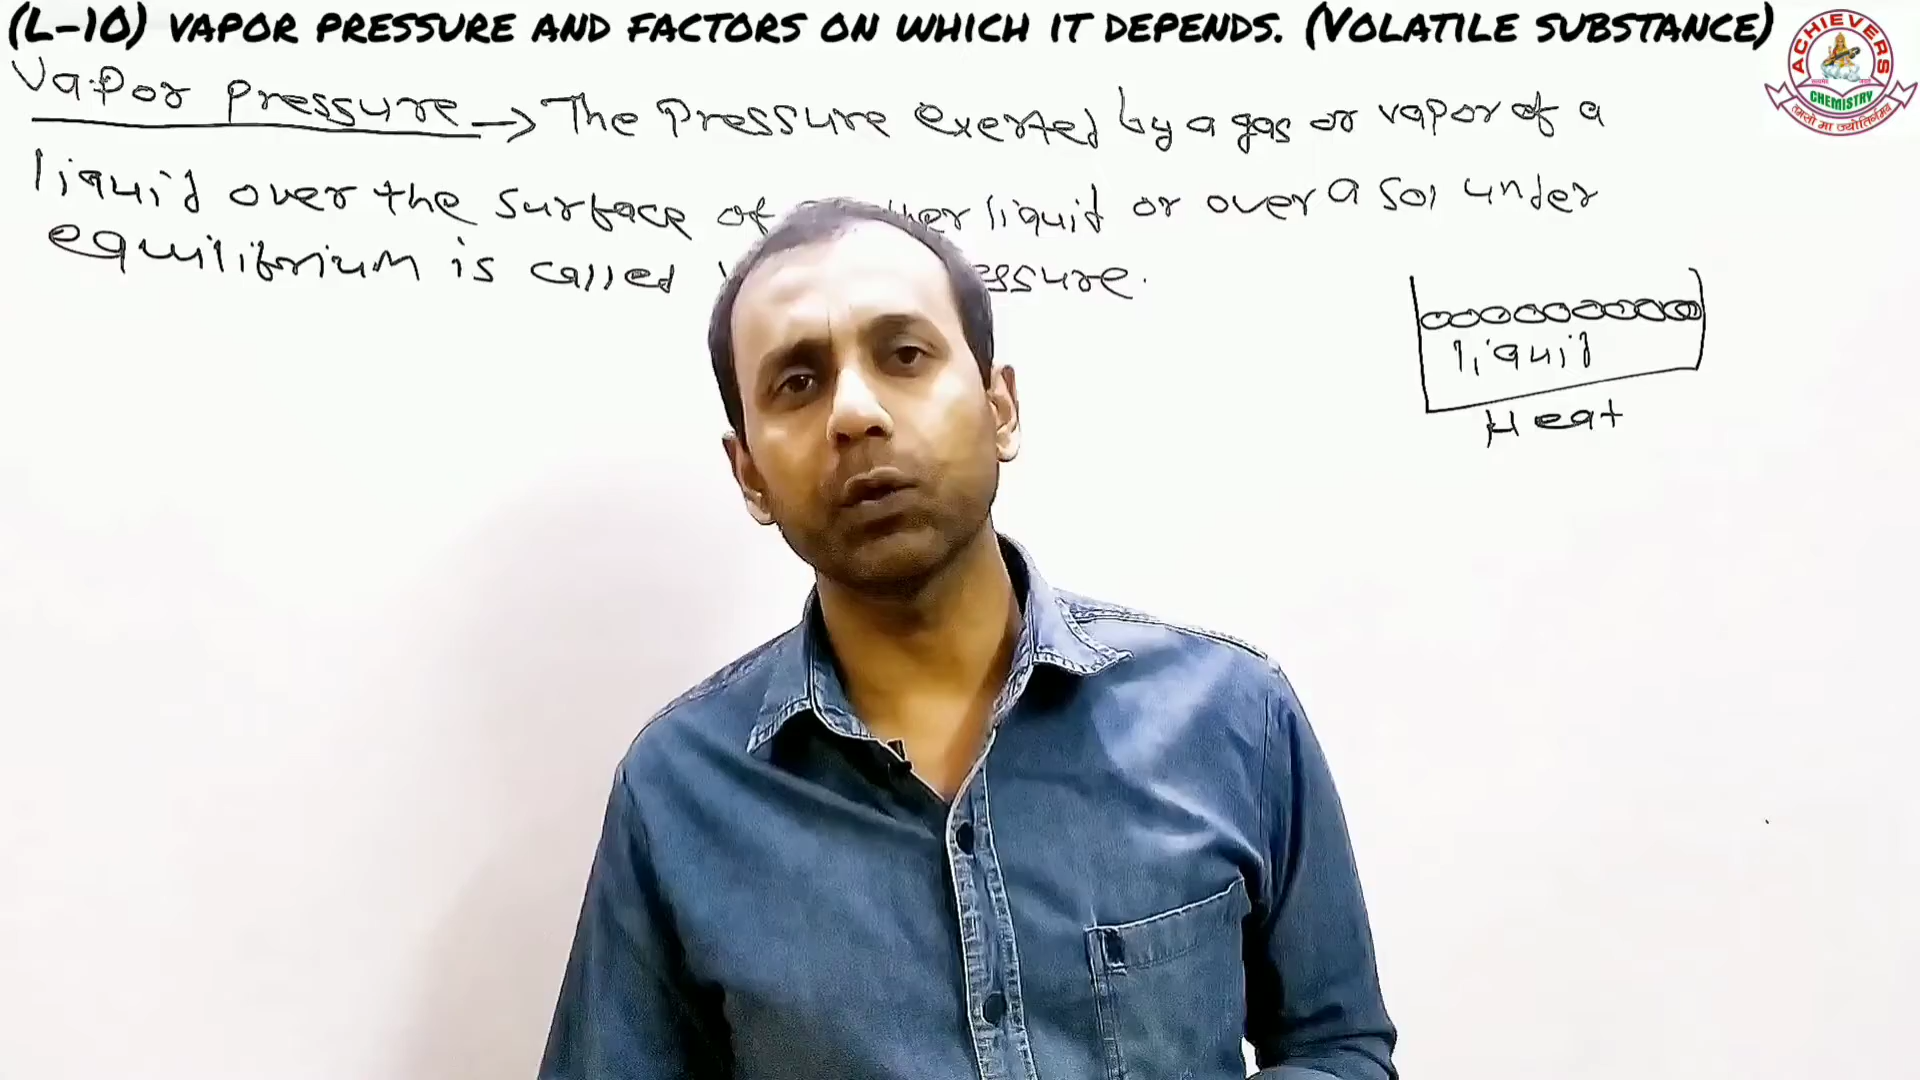 (L-10) VAPOR PRESSURE AND FACTORS ON WHICH IT DEPENDS. (VOLATILE SUBSTANCE)
ACHIEVERS
CHEMISTRY
तमसो मा ज्योतिर्गमय
Vapor Pressure → The Pressure exerted by a gas or vapor of a
liquid over the surface of liquid or over a sol under
equilibrium is called
liquid
Heat